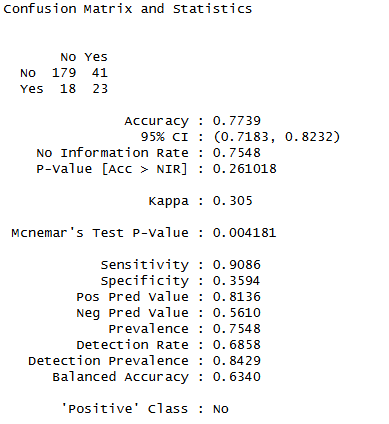 Confusion Matrix and Statistics
No Yes
No 179 41
Yes 18 23
Accuracy : 0.7739
95% CI : (0.7183, 0.8232)
No Information Rate : 0.7548
P-Value [Acc > NIR] : 0.261018
Kappa : 0.305
Mcnemar's Test P-Value : 0.004181
Sensitivity : 0.9086
Specificity : 0.3594
Pos Pred Value : 0.8136
Neg Pred Value : 0.5610
Prevalence : 0.7548
Detection Rate : 0.6858
Detection Prevalence : 0.8429
Balanced Accuracy : 0.6340
'Positive' Class : No